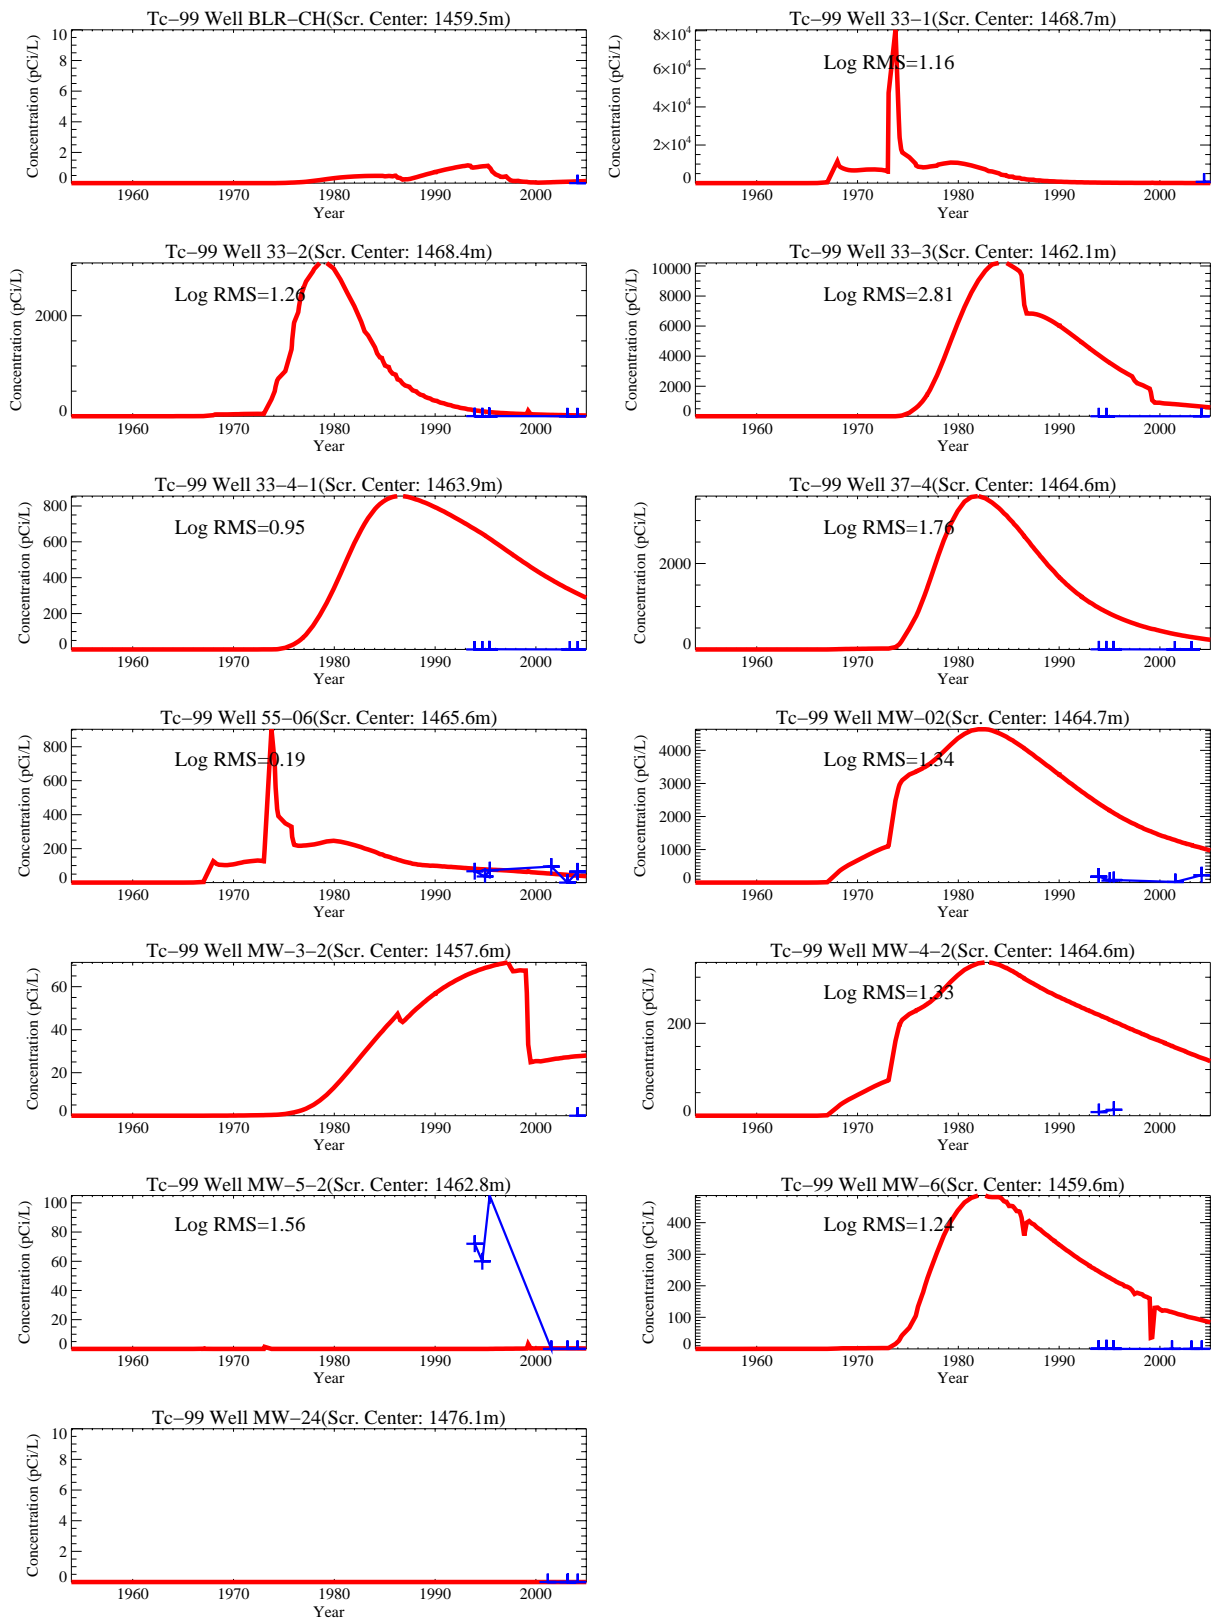 Tc−99 Well BLR−CH(Scr. Center: 1459.5m)
Concentration (pCi/L)
10
8
6
4
2
0
1960 1970 1980 1990 2000
Year
Tc−99 Well 33−1(Scr. Center: 1468.7m)
Log RMS=1.16
Concentration (pCi/L)
8×10⁴
6×10⁴
4×10⁴
2×10⁴
0
1960 1970 1980 1990 2000
Year
Tc−99 Well 33−2(Scr. Center: 1468.4m)
Log RMS=1.26
Concentration (pCi/L)
2000
0
1960 1970 1980 1990 2000
Year
Tc−99 Well 33−3(Scr. Center: 1462.1m)
Log RMS=2.81
Concentration (pCi/L)
10000
8000
6000
4000
2000
0
1960 1970 1980 1990 2000
Year
Tc−99 Well 33−4−1(Scr. Center: 1463.9m)
Log RMS=0.95
Concentration (pCi/L)
800
600
400
200
0
1960 1970 1980 1990 2000
Year
Tc−99 Well 37−4(Scr. Center: 1464.6m)
Log RMS=1.76
Concentration (pCi/L)
2000
0
1960 1970 1980 1990 2000
Year
Tc−99 Well 55−06(Scr. Center: 1465.6m)
Log RMS=0.19
Concentration (pCi/L)
800
600
400
200
0
1960 1970 1980 1990 2000
Year
Tc−99 Well MW−02(Scr. Center: 1464.7m)
Log RMS=1.34
Concentration (pCi/L)
4000
3000
2000
1000
0
1960 1970 1980 1990 2000
Year
Tc−99 Well MW−3−2(Scr. Center: 1457.6m)
Concentration (pCi/L)
60
40
20
0
1960 1970 1980 1990 2000
Year
Tc−99 Well MW−4−2(Scr. Center: 1464.6m)
Log RMS=1.33
Concentration (pCi/L)
200
0
1960 1970 1980 1990 2000
Year
Tc−99 Well MW−5−2(Scr. Center: 1462.8m)
Log RMS=1.56
Concentration (pCi/L)
100
80
60
40
20
0
1960 1970 1980 1990 2000
Year
Tc−99 Well MW−6(Scr. Center: 1459.6m)
Log RMS=1.24
Concentration (pCi/L)
400
300
200
100
0
1960 1970 1980 1990 2000
Year
Tc−99 Well MW−24(Scr. Center: 1476.1m)
Concentration (pCi/L)
10
8
6
4
2
0
1960 1970 1980 1990 2000
Year